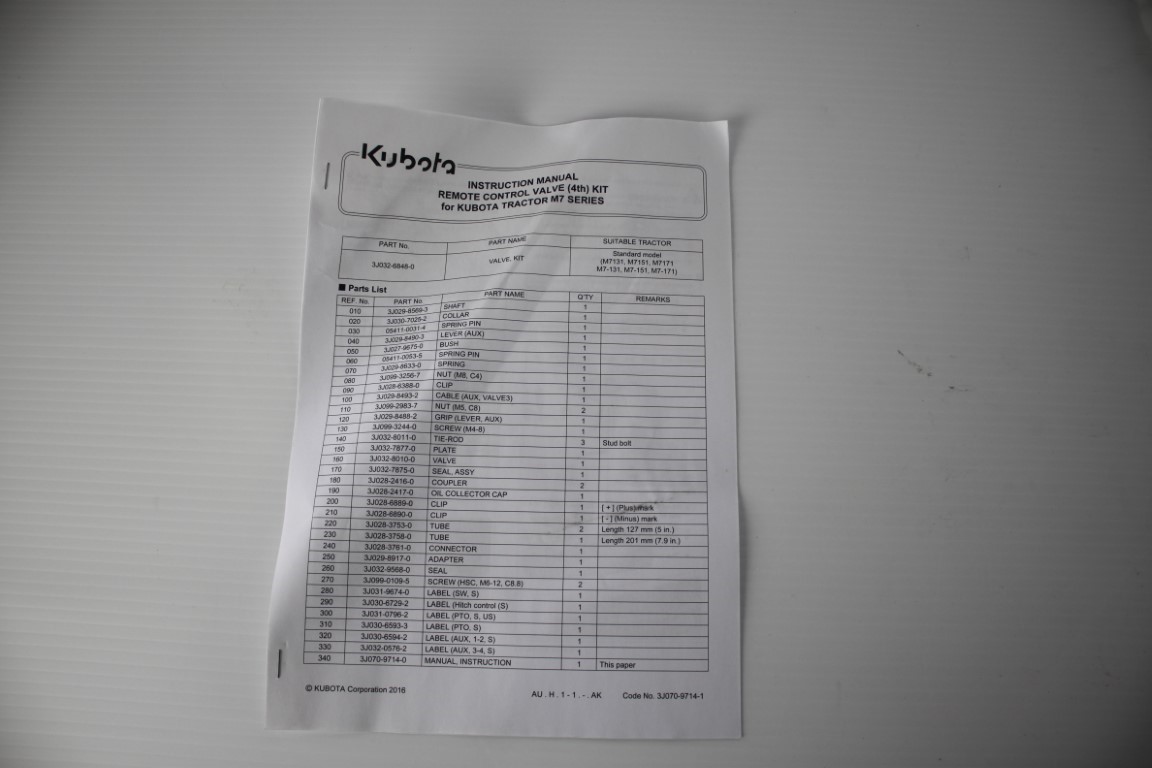 Kubota
INSTRUCTION MANUAL
REMOTE CONTROL VALVE (4th) KIT
for KUBOTA TRACTOR M7 SERIES
PART No. PART NAME SUITABLE TRACTOR
3J032-6846-0 VALVE, KIT Standard model
(M7131, M7151, M7171
M7-131, M7-151, M7-171)
■ Parts List
REF. No. PART No. PART NAME Q'TY REMARKS
010 3J029-8569-3 SHAFT 1
020 3J030-7025-2 COLLAR 1
030 05411-0031-4 SPRING PIN 1
040 3J029-8490-3 LEVER (AUX) 1
050 3J027-9675-0 BUSH 1
060 05411-0053-5 SPRING PIN 1
070 3J029-8633-0 SPRING 1
080 3J099-3256-7 NUT (M8, C4) 1
090 3J028-6388-0 CLIP 1
100 3J029-8493-2 CABLE (AUX, VALVE3) 1
110 3J099-2983-7 NUT (M5, C8) 2
120 3J029-8488-2 GRIP (LEVER, AUX) 1
130 3J099-3244-0 SCREW (M4-8) 1
140 3J032-6011-0 TIE-ROD 3 Stud bolt
150 3J032-7877-0 PLATE 1
160 3J032-8010-0 VALVE 1
170 3J032-7875-0 SEAL, ASSY 1
180 3J028-2416-0 COUPLER 2
190 3J028-2417-0 OIL COLLECTOR CAP 1
200 3J028-6889-0 CLIP 1 [ + ] (Plus)mark
210 3J028-6890-0 CLIP 1 [ - ] (Minus) mark
220 3J028-3753-0 TUBE 2 Length 127 mm (5 in.)
230 3J028-3758-0 TUBE 1 Length 201 mm (7.9 in.)
240 3J028-3761-0 CONNECTOR 1
250 3J029-8917-0 ADAPTER 1
260 3J032-9568-0 SEAL 1
270 3J099-0109-5 SCREW (HSC, M6-12, C8.8) 2
280 3J031-9674-0 LABEL (SW, S) 1
290 3J030-6729-2 LABEL (Hitch control (S) 1
300 3J031-0796-2 LABEL (PTO, S, US) 1
310 3J030-6593-3 LABEL (PTO, S) 1
320 3J030-6594-2 LABEL (AUX, 1-2, S) 1
330 3J032-0576-2 LABEL (AUX, 3-4, S) 1
340 3J070-9714-0 MANUAL, INSTRUCTION 1 This paper
© KUBOTA Corporation 2016 AU . H . 1 - 1 . - . AK Code No. 3J070-9714-1